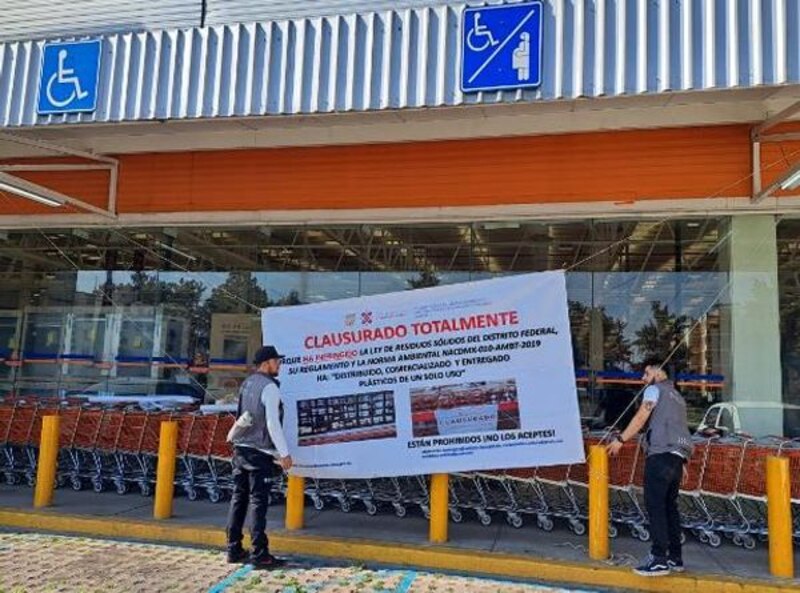 CLAUSURADO TOTALMENTE
PORQUE HA INFRINGIDO LA LEY DE RESIDUOS SÓLIDOS DEL DISTRITO FEDERAL,
SU REGLAMENTO Y LA NORMA AMBIENTAL NACDMX-010-AMBT-2019
HA: "DISTRIBUIDO, COMERCIALIZADO Y ENTREGADO
PLÁSTICOS DE UN SOLO USO"
CLAUSURADO
ESTÁN PROHIBIDOS ¡NO LOS ACEPTES!